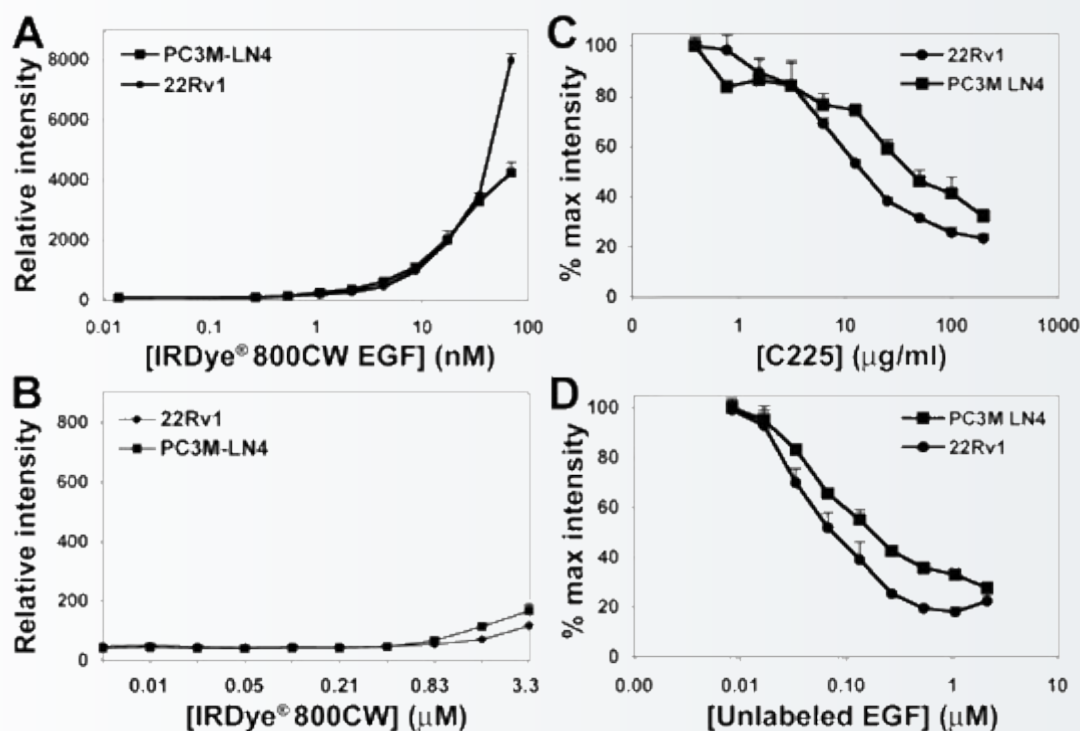 A
Relative intensity
8000
6000
4000
2000
0
PC3M-LN4
22Rv1
0.01 0.1 1 10 100
[IRDye® 800CW EGF] (nM)
B
Relative intensity
800
600
400
200
0
22Rv1
PC3M-LN4
0.01 0.05 0.21 0.83 3.3
[IRDye® 800CW] (μM)
C
% max intensity
100
80
60
40
20
0
22Rv1
PC3M LN4
0 1 10 100 1000
[C225] (μg/ml)
D
% max intensity
100
80
60
40
20
0
PC3M LN4
22Rv1
0.00 0.01 0.10 1 10
[Unlabeled EGF] (μM)